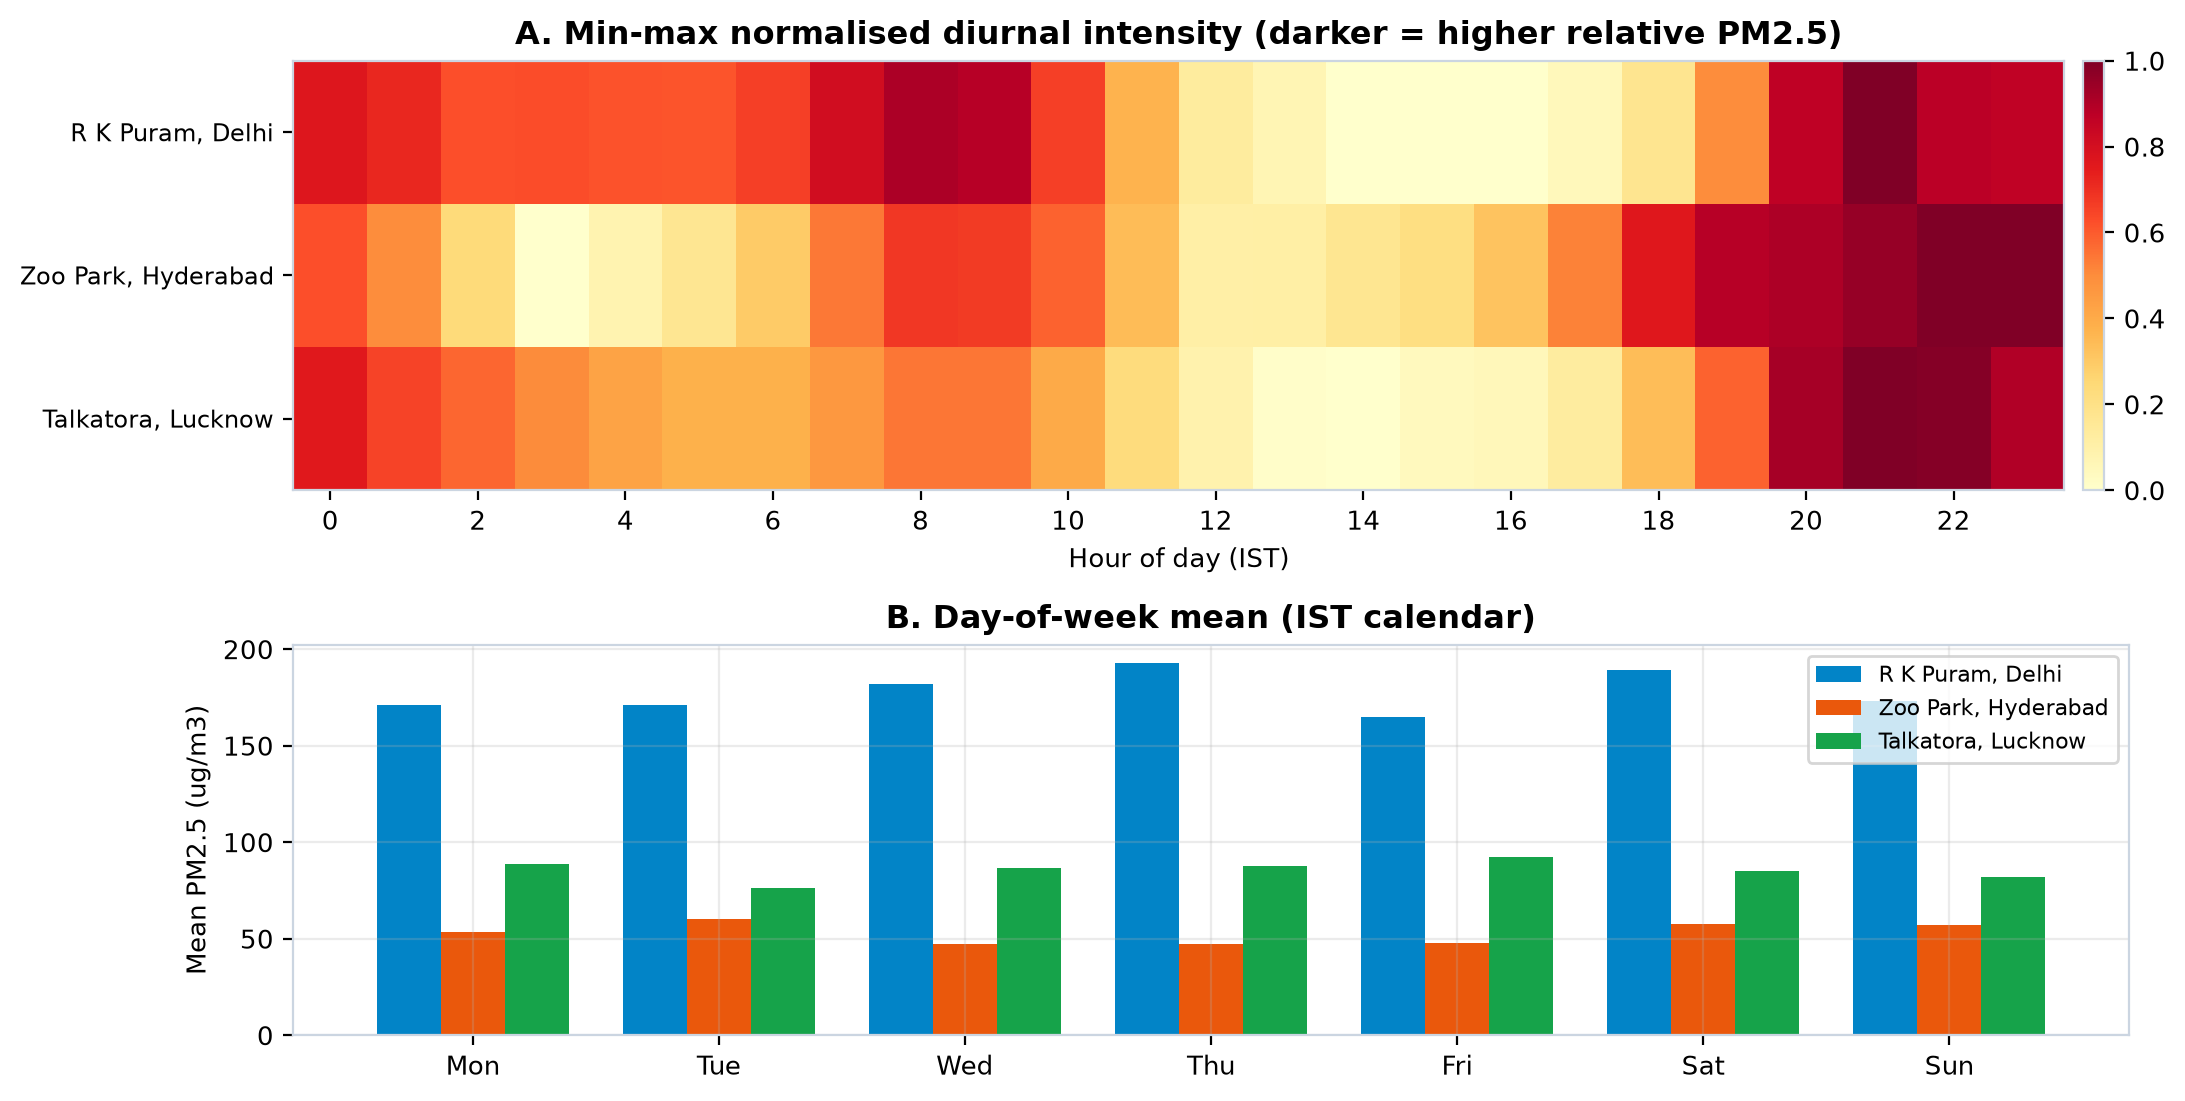 A. Min-max normalised diurnal intensity (darker = higher relative PM2.5)
R K Puram, Delhi
Zoo Park, Hyderabad
Talkatora, Lucknow
1.0
0.8
0.6
0.4
0.2
0.0
0 2 4 6 8 10 12 14 16 18 20 22
Hour of day (IST)
B. Day-of-week mean (IST calendar)
Mean PM2.5 (ug/m3)
200
150
100
50
0
R K Puram, Delhi
Zoo Park, Hyderabad
Talkatora, Lucknow
Mon Tue Wed Thu Fri Sat Sun